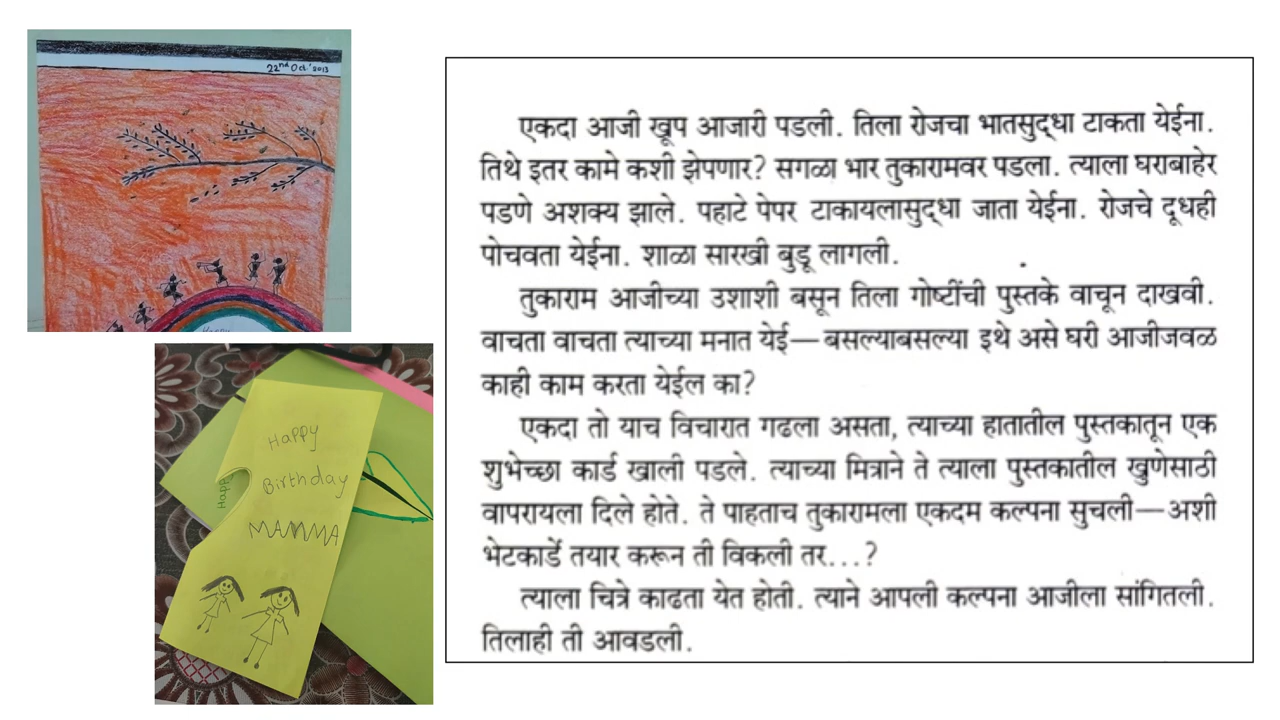 22nd Oct '2013
Happy
Happy
Birthday
MAMMA
Happ
एकदा आजी खूप आजारी पडली. तिला रोजचा भातसुद्धा टाकता येईना.
तिथे इतर कामे कशी झेपणार? सगळा भार तुकारामवर पडला. त्याला घराबाहेर
पडणे अशक्य झाले. पहाटे पेपर टाकायलासुद्धा जाता येईना. रोजचे दूधही
पोचवता येईना. शाळा सारखी बुडू लागली.
तुकाराम आजीच्या उशाशी बसून तिला गोष्टींची पुस्तके वाचून दाखवी.
वाचता वाचता त्याच्या मनात येई—बसल्याबसल्या इथे असे घरी आजीजवळ
काही काम करता येईल का?
एकदा तो याच विचारात गढला असता, त्याच्या हातातील पुस्तकातून एक
शुभेच्छा कार्ड खाली पडले. त्याच्या मित्राने ते त्याला पुस्तकातील खुणेसाठी
वापरायला दिले होते. ते पाहताच तुकारामला एकदम कल्पना सुचली—अशी
भेटकार्डे तयार करून ती विकली तर...?
त्याला चित्रे काढता येत होती. त्याने आपली कल्पना आजीला सांगितली.
तिलाही ती आवडली.